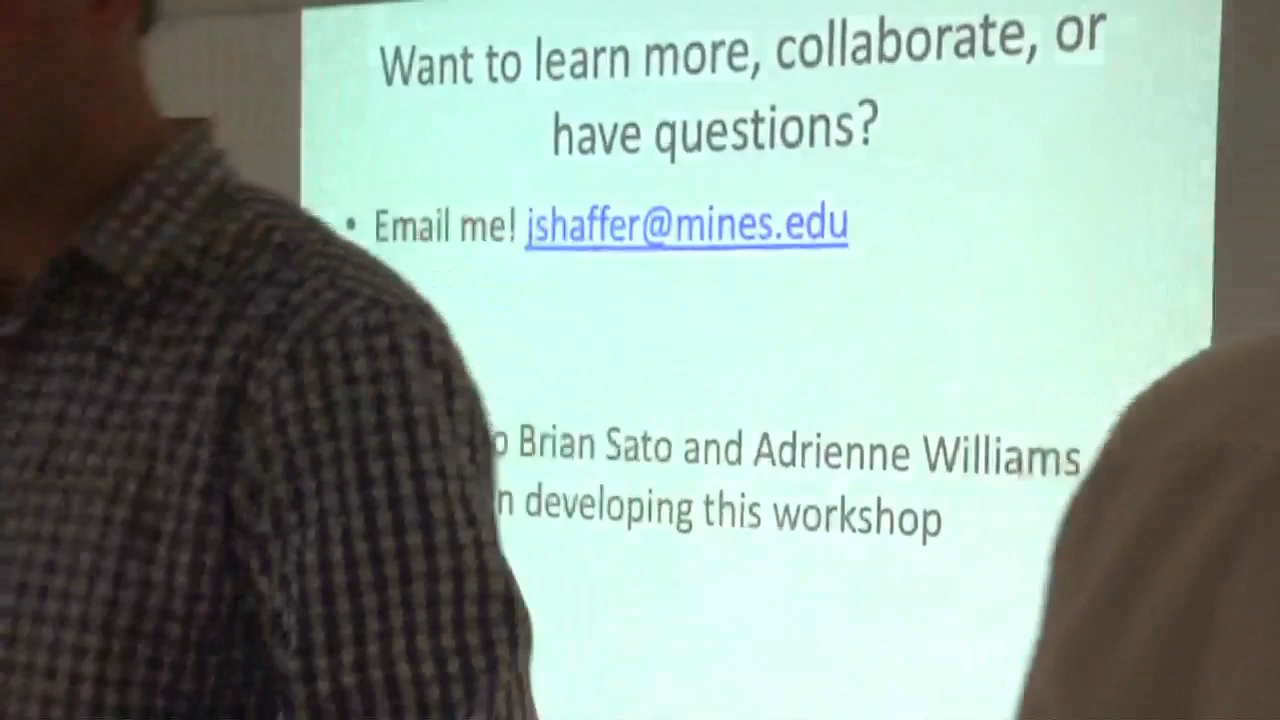 Want to learn more, collaborate, or
have questions?
• Email me! jshaffer@mines.edu
Brian Sato and Adrienne Williams
developing this workshop